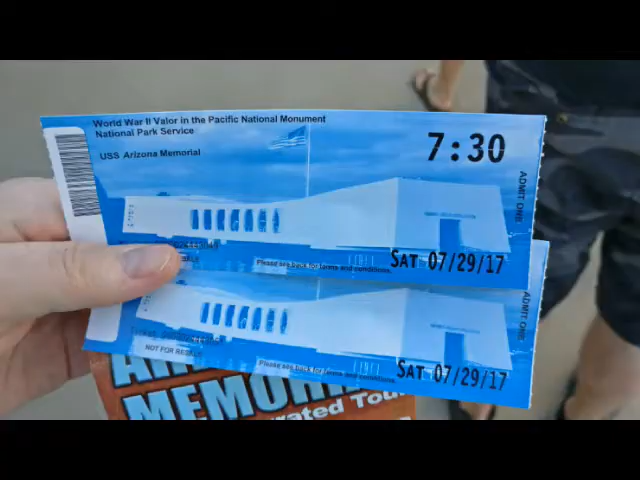 World War II Valor in the Pacific National Monument
National Park Service
USS Arizona Memorial
7:30
ADMIT ONE
Please see back for terms and conditions.
SAT 07/29/17
ADMIT ONE
Ticket
NOT FOR RESALE
Please see back for terms and conditions.
SAT 07/29/17
MEMORI
rated Tour